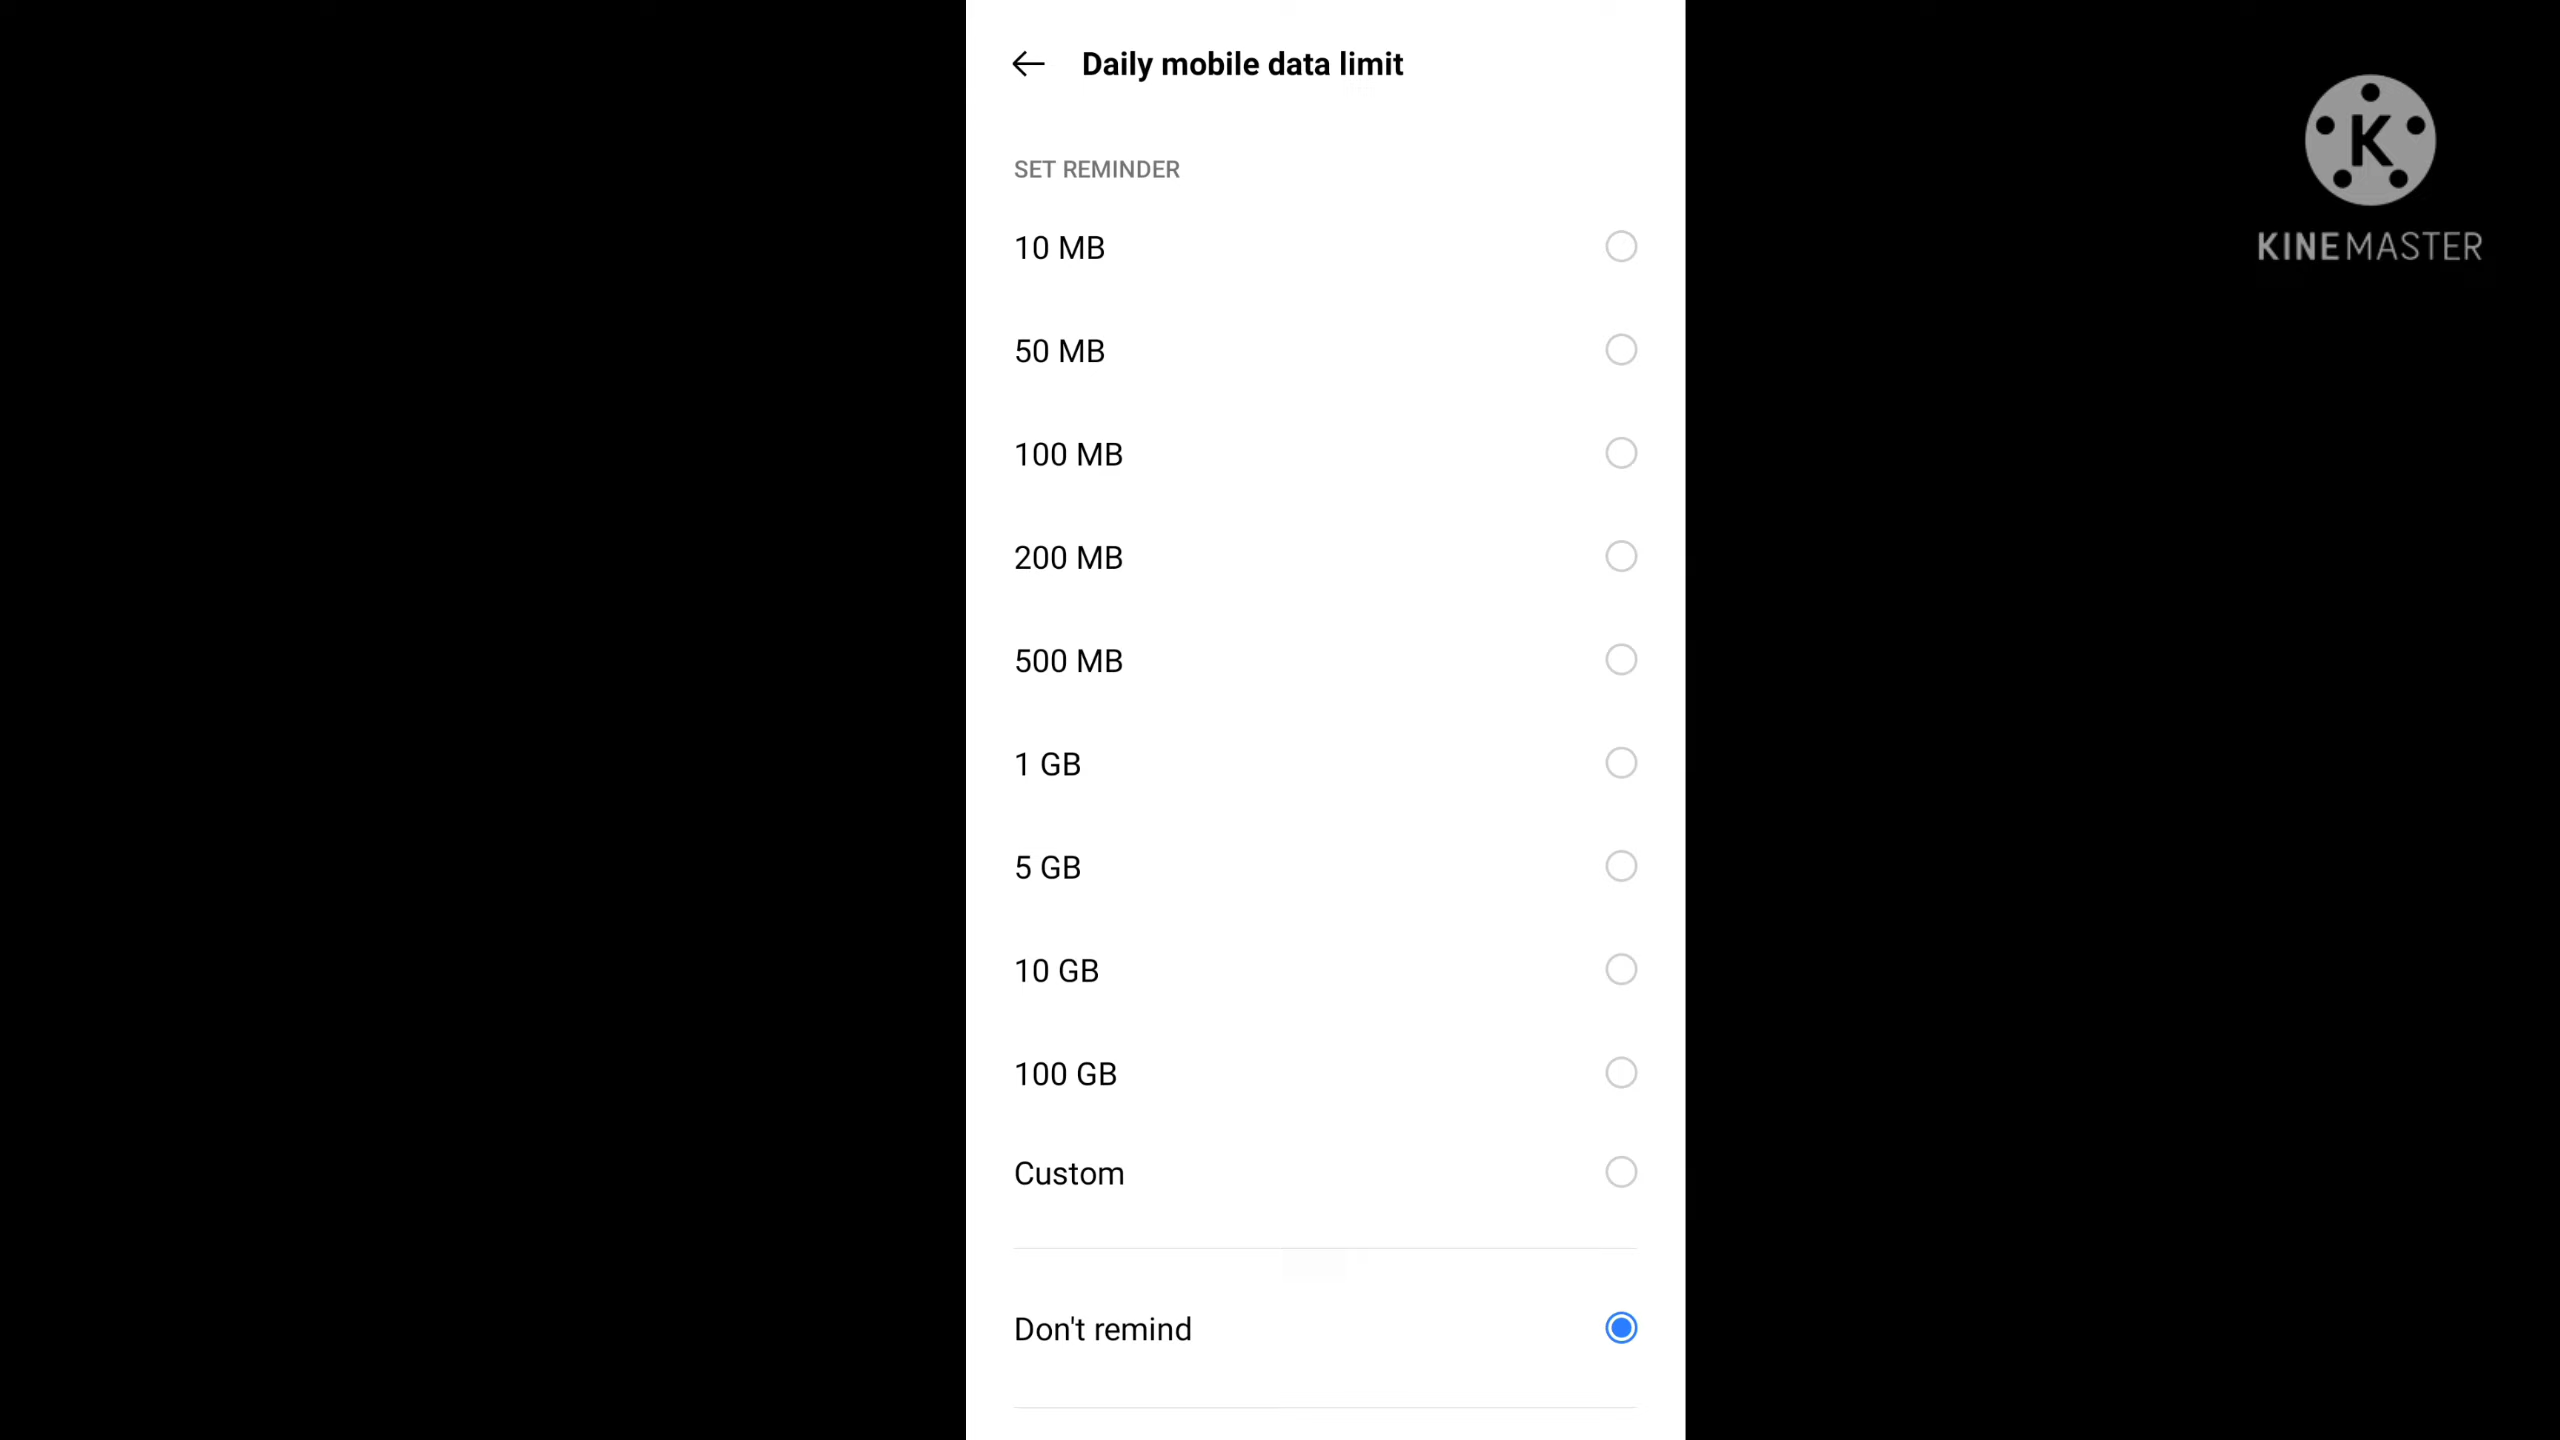 Daily mobile data limit
SET REMINDER
10 MB
50 MB
100 MB
200 MB
500 MB
1 GB
5 GB
10 GB
100 GB
Custom
Don't remind
K
KINEMASTER